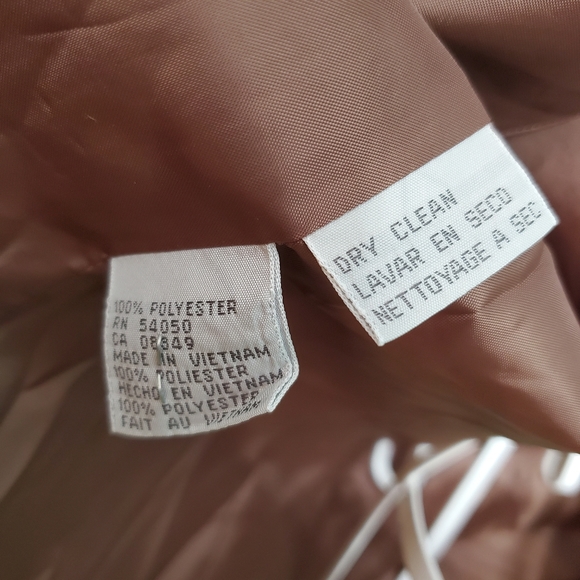 100% POLYESTER
RN 54050
CA 08849
MADE IN VIETNAM
100% POLIESTER
HECHO EN VIETNAM
100% POLYESTER
FAIT AU VIETNAM
DRY CLEAN
LAVAR EN SECO
NETTOYAGE A SEC